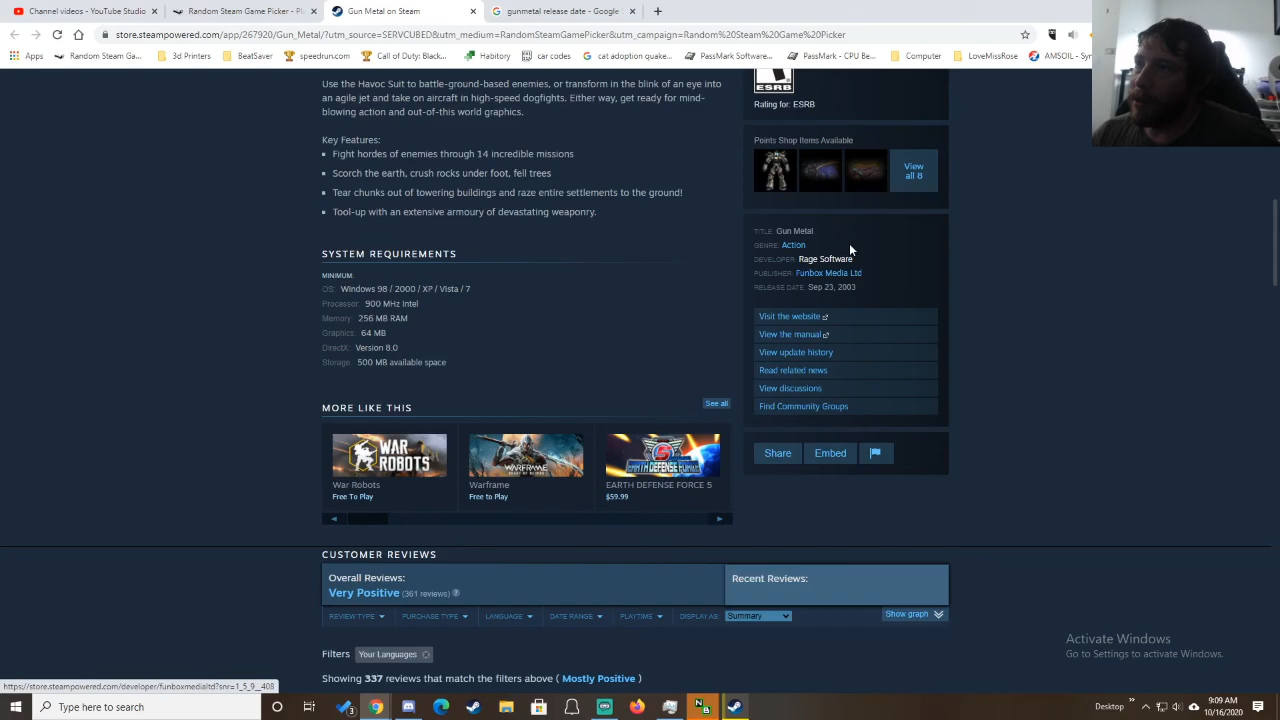 Channel videos - YouTube Studio
Random Steam Game Picker - Pic
Gun Metal on Steam
gunmetal release date - Google S
store.steampowered.com/app/267920/Gun_Metal/?utm_source=SERVCUBED&utm_medium=RandomSteamGamePicker&utm_campaign=Random%20Steam%20Game%20Picker
Apps
Random Steam Ga...
3d Printers
BeatSaver
3D CGTrader - 3D M...
Habitory
car codes
cat adoption quake...
PassMark Software...
PassMark - CPU Be...
Computer
LoveMissRose
AMSOIL - Synt
Use the Havoc Suit to battle-ground-based enemies, or transform in the blink of an eye into
an agile jet and take on aircraft in high-speed dogfights. Either way, get ready for mind-
blowing action and out-of-this world graphics.
Key Features:
Fight hordes of enemies through 14 incredible missions
Scorch the earth, crush rocks under foot, fell trees
Tear chunks out of towering buildings and raze entire settlements to the ground!
Tool-up with an extensive armoury of devastating weaponry.
SYSTEM REQUIREMENTS
MINIMUM:
OS: Windows 98 / 2000 / XP / Vista / 7
Processor: 900 MHz Intel
Memory: 256 MB RAM
Graphics: 64 MB
DirectX: Version 8.0
Storage: 500 MB available space
MORE LIKE THIS
See all
WAR
ROBOTS
WARFRAME
EARTH DEFENSE FORCE
5
War Robots
Free To Play
Warframe
Free to Play
EARTH DEFENSE FORCE 5
$59.99
ESRB
Rating for: ESRB
Points Shop Items Available
View
all 8
TITLE: Gun Metal
GENRE: Action
DEVELOPER: Rage Software
PUBLISHER: Funbox Media Ltd
RELEASE DATE: Sep 23, 2003
Visit the website
View the manual
View update history
Read related news
View discussions
Find Community Groups
Share
Embed
CUSTOMER REVIEWS
Overall Reviews:
Very Positive (361 reviews) ?
Recent Reviews:
REVIEW TYPE
PURCHASE TYPE
LANGUAGE
DATE RANGE
PLAYTIME
DISPLAY AS:
Summary
Show graph
Filters
Your Languages
Showing 337 reviews that match the filters above ( Mostly Positive )
Activate Windows
Go to Settings to activate Windows.
https://store.steampowered.com/developer/funboxmedialtd?snr=1_5_9__408
Type here to search
Desktop
9:09 AM
10/16/2020